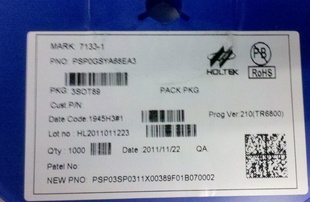 MARK: 7133-1
PNO: PSP0GSYA88EA3
HOLTEK
PB
RoHS
PKG: 3SOT89 PACK:PKG
Cust.P/N:
Date Code:1945H3#1 Prog Ver:210(TR6800)
Lot no: HL2011011223
Qty: 1000 Date:2011/11/22 QA
Patel No:
NEW PNO: PSP03SP0311X00389F01B070002